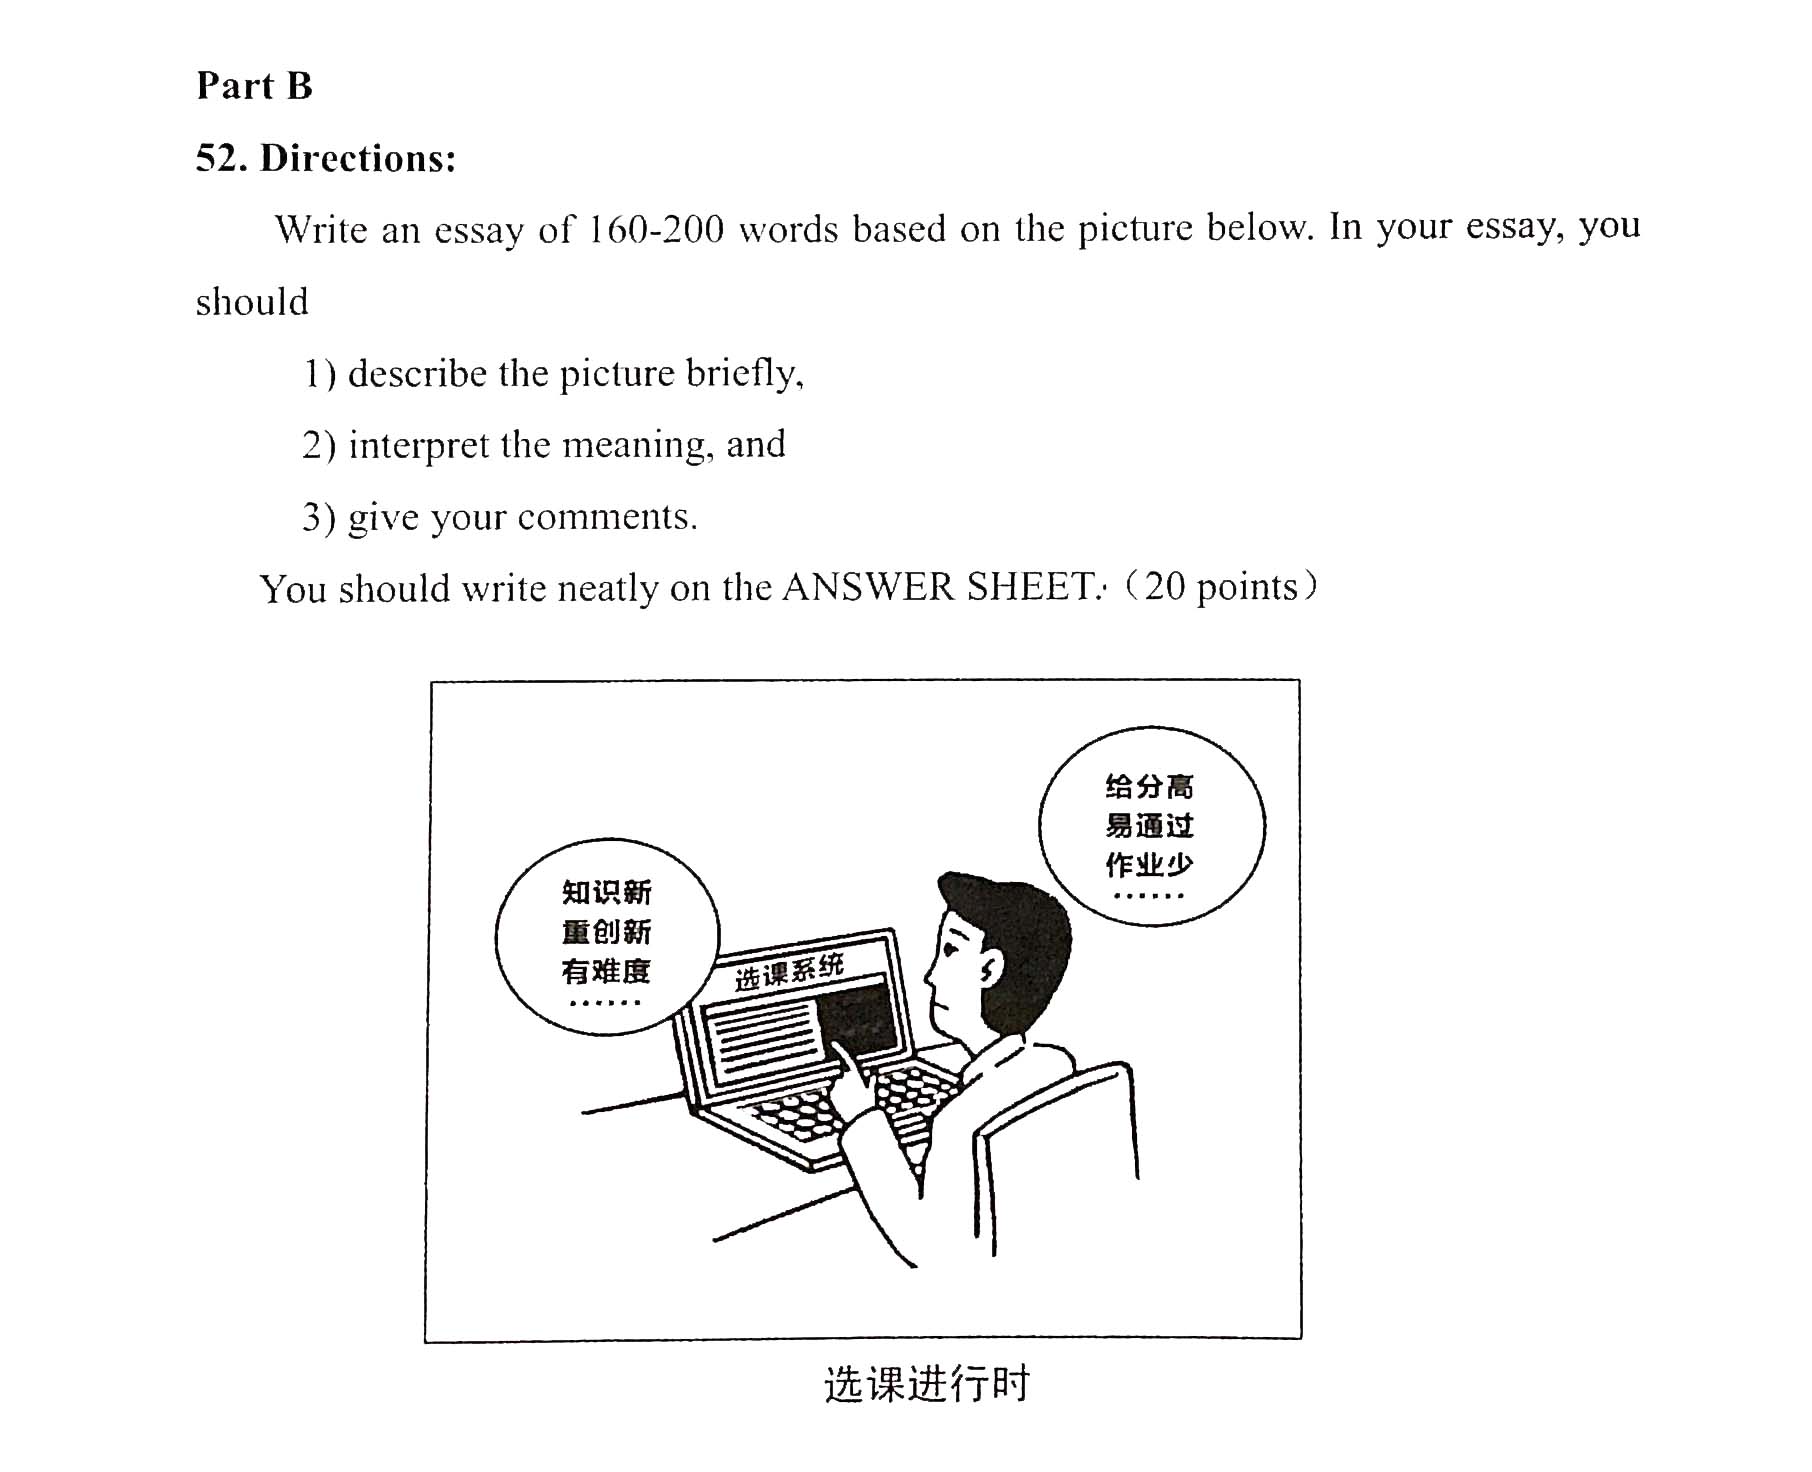 Part B
52. Directions:
Write an essay of 160-200 words based on the picture below. In your essay, you
should
1) describe the picture briefly,
2) interpret the meaning, and
3) give your comments.
You should write neatly on the ANSWER SHEET.（20 points）
给分高
易通过
作业少
······
知识新
重创新
有难度
······
选课系统
选课进行时